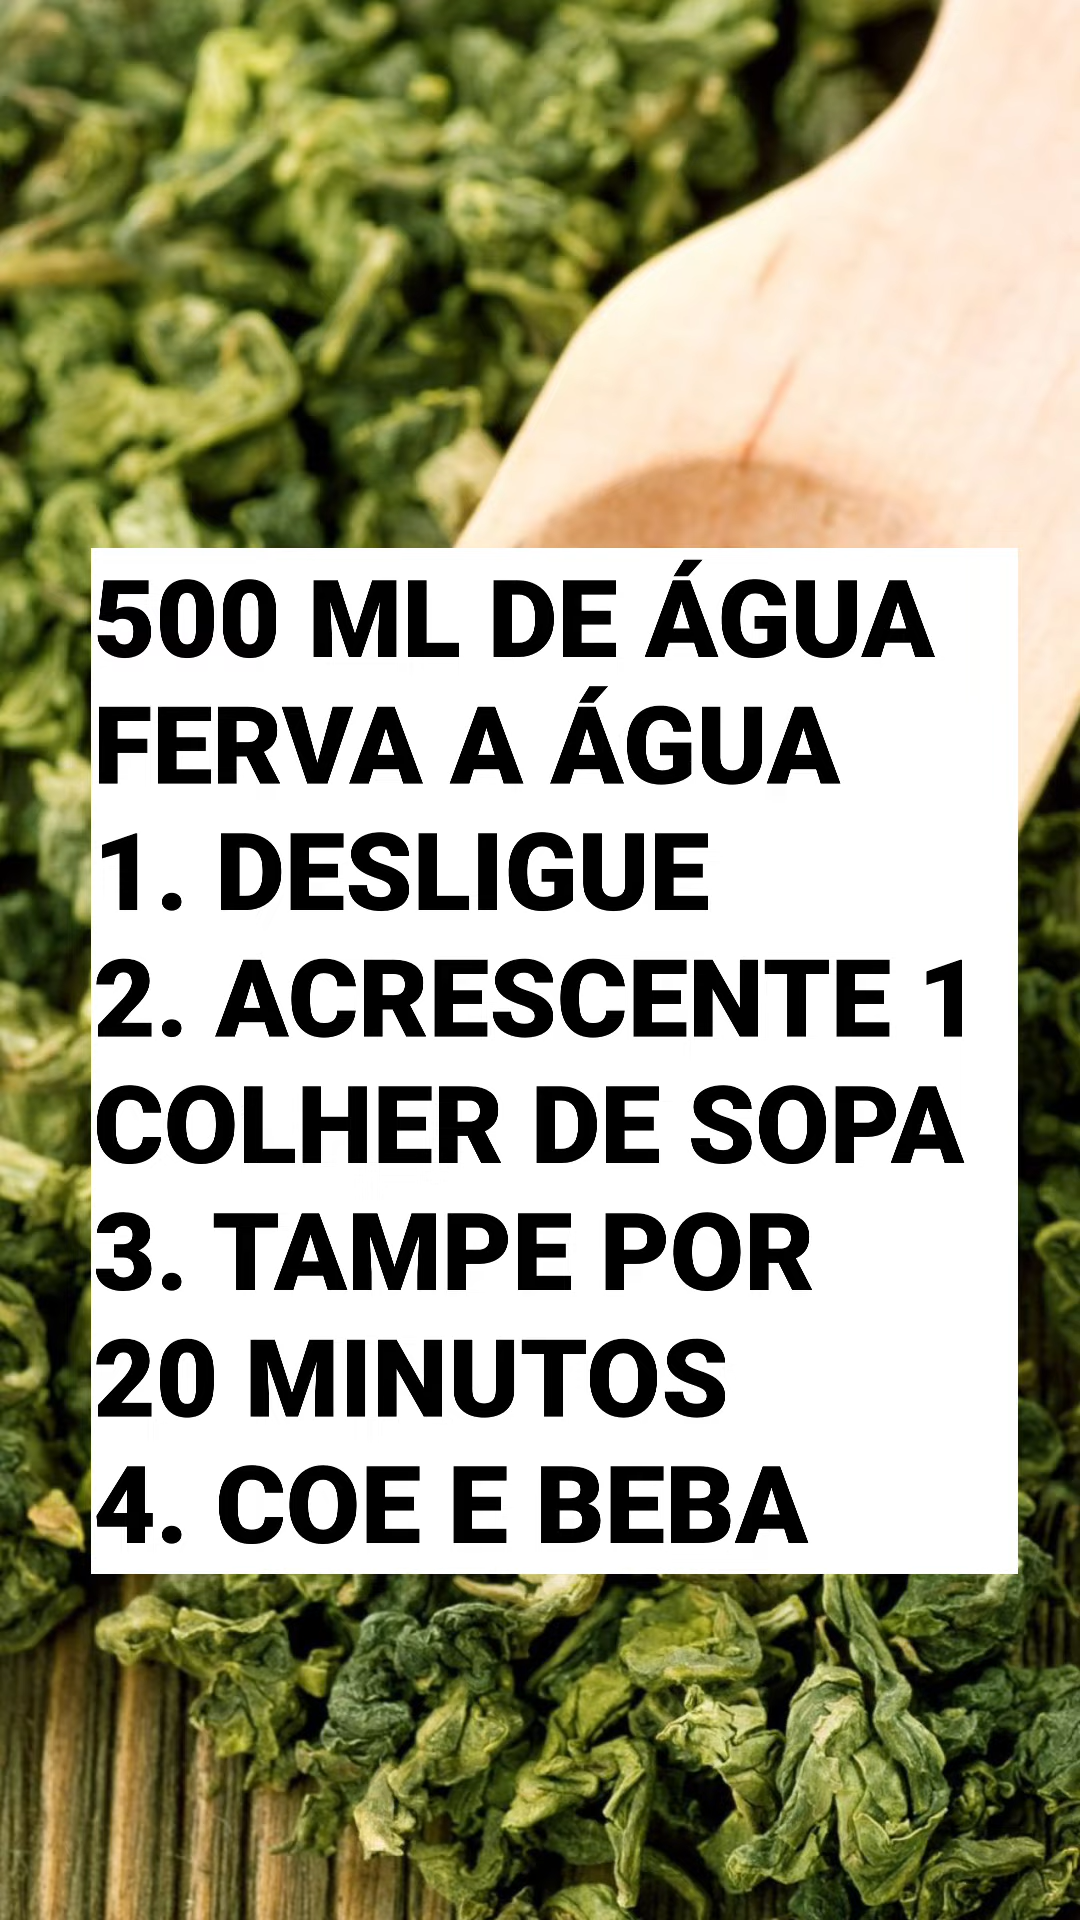 500 ML DE ÁGUA
FERVA A ÁGUA
1. DESLIGUE
2. ACRESCENTE 1
COLHER DE SOPA
3. TAMPE POR
20 MINUTOS
4. COE E BEBA